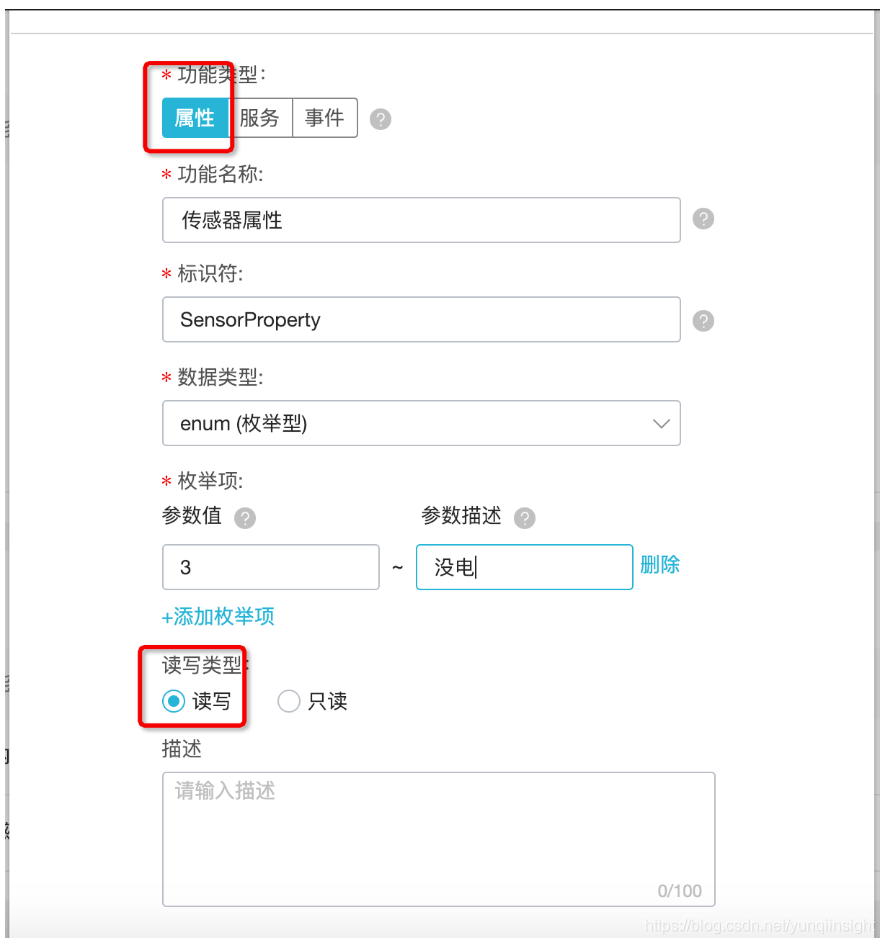 * 功能类型:
属性 服务 事件 ?
* 功能名称:
传感器属性 ?
* 标识符:
SensorProperty ?
* 数据类型:
enum (枚举型)
* 枚举项:
参数值 ? 参数描述 ?
3 ~ 没电 删除
+添加枚举项
读写类型:
读写 只读
描述
请输入描述
0/100
https://blog.csdn.net/yunqiinsight